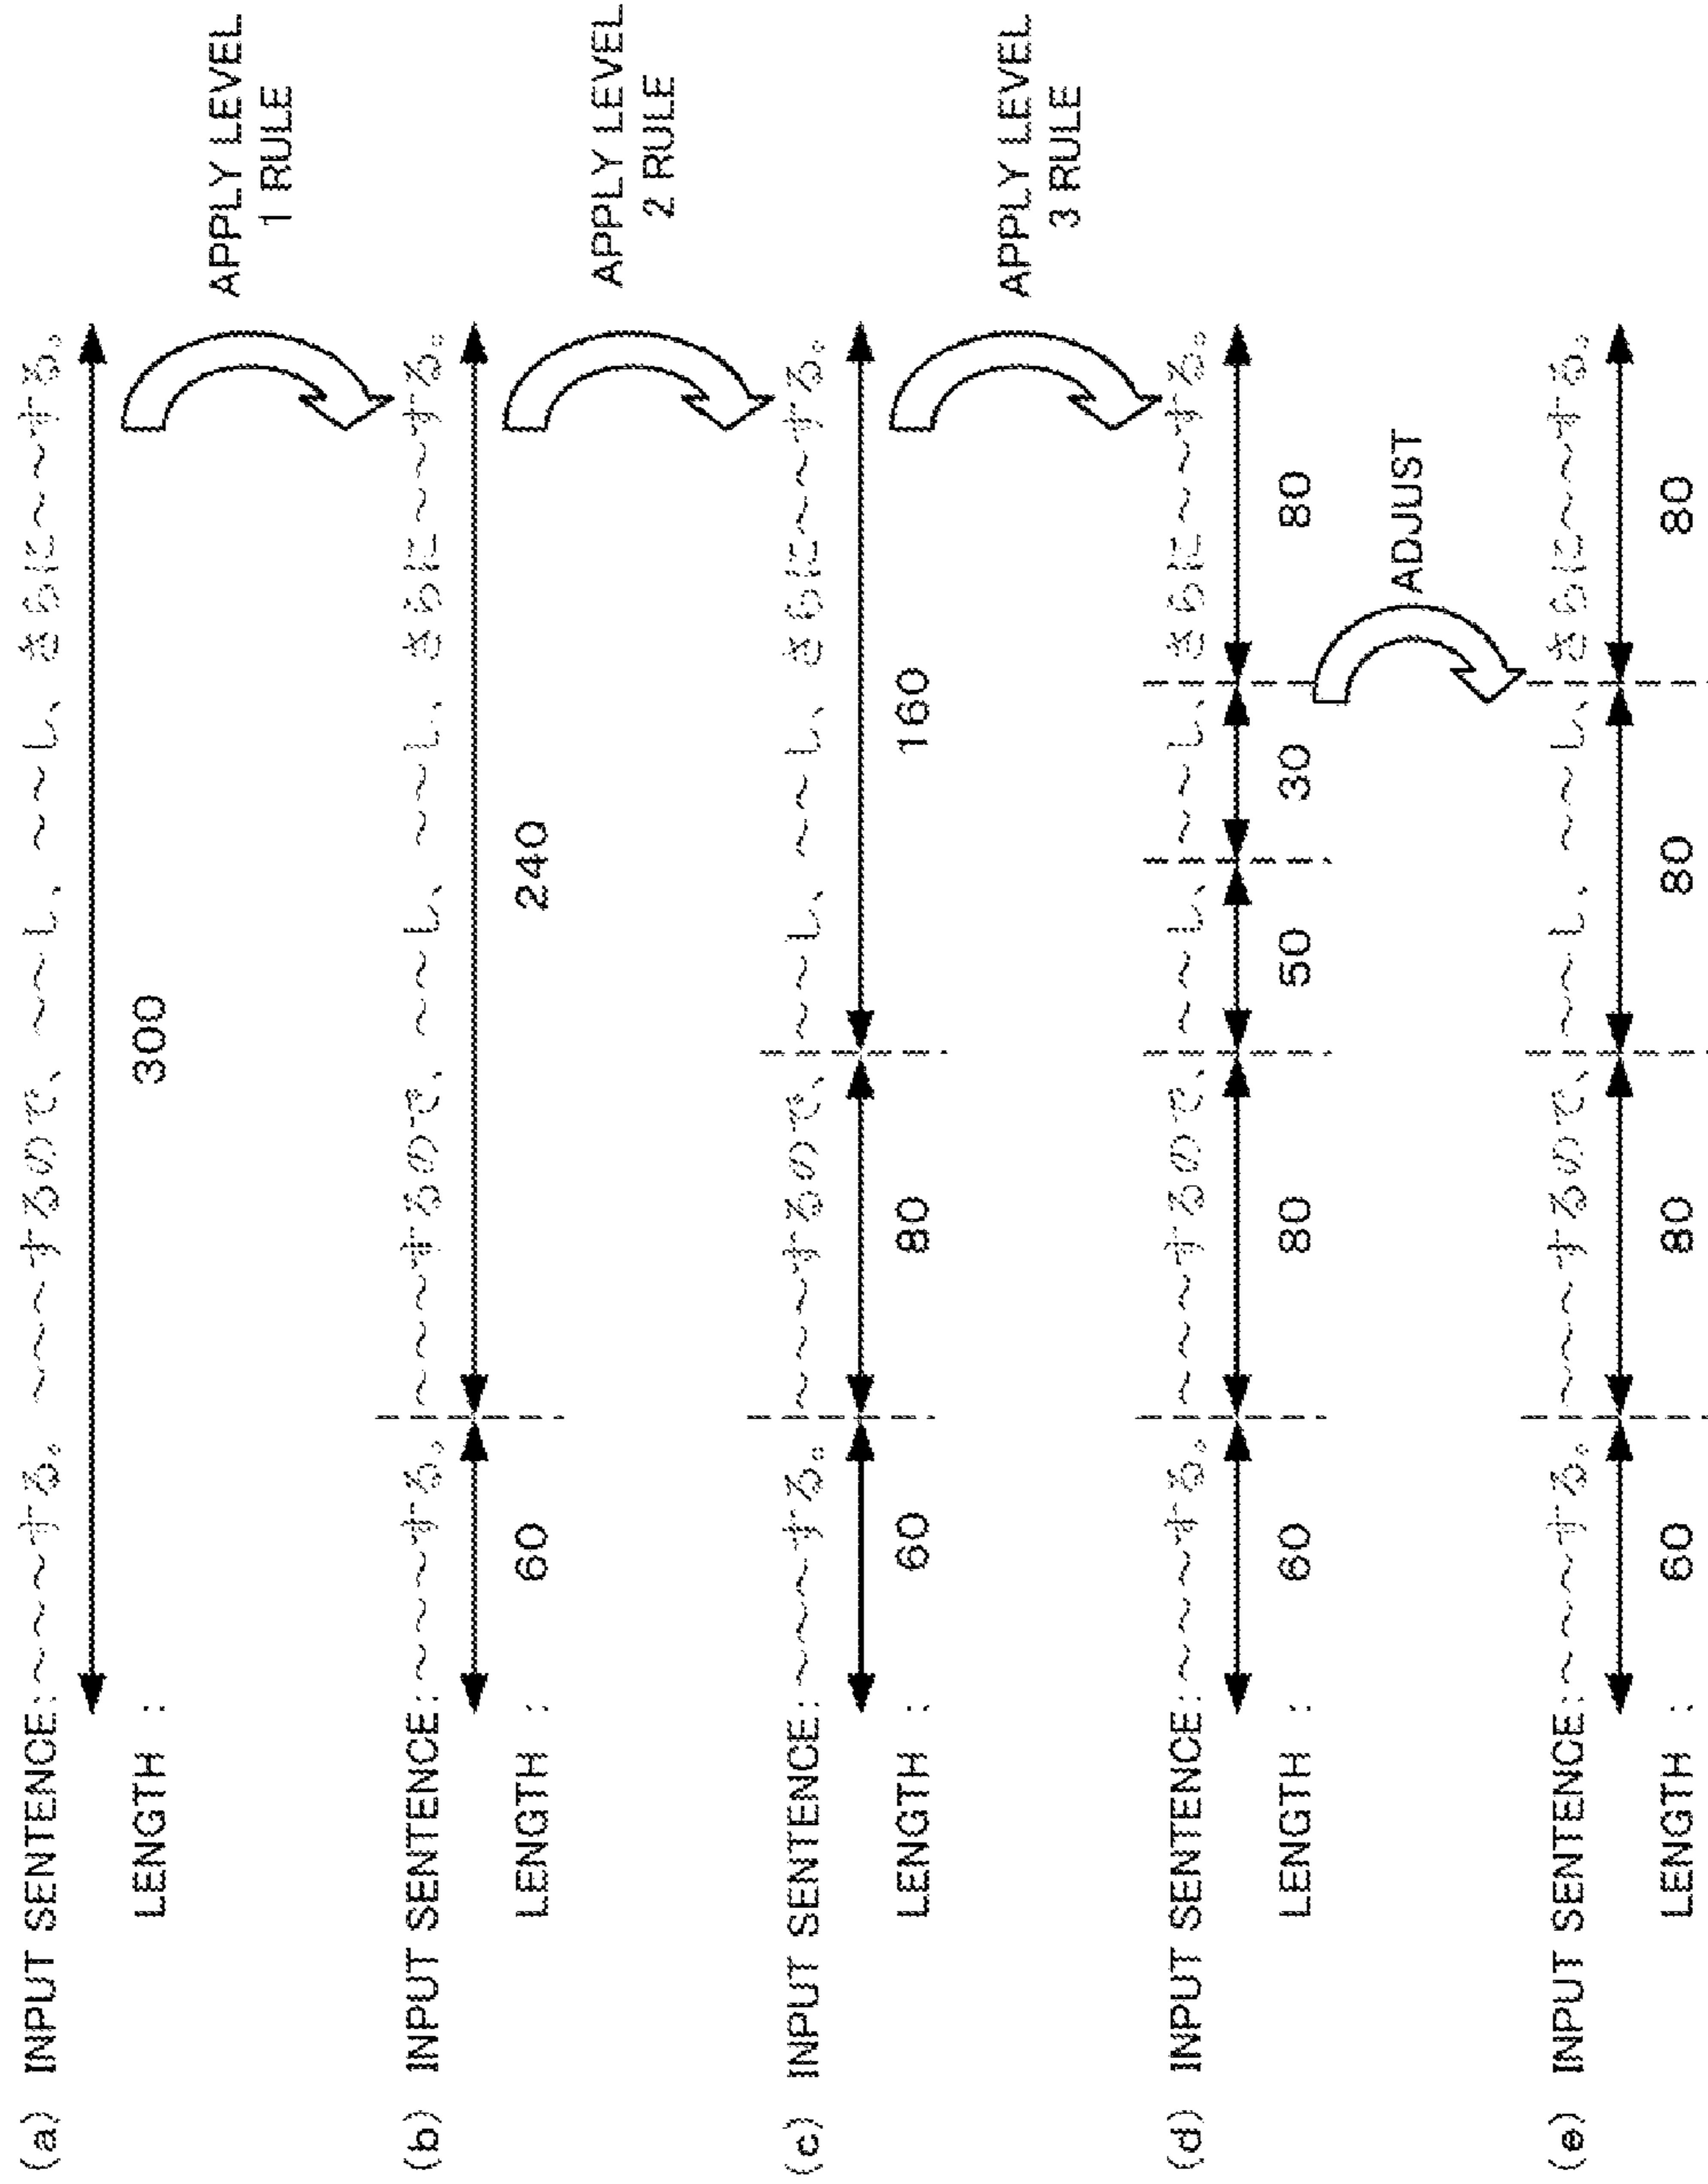 (a) INPUT SENTENCE:~~~~する。 ~~~~するので、 ~~~し、 ~~~し、 さらに~~~する。
300
LENGTH :
APPLY LEVEL
1 RULE
(b) INPUT SENTENCE:~~~~する。 ~~~~するので、 ~~~し、 ~~~し、 さらに~~~する。
LENGTH : 60 240
APPLY LEVEL
2 RULE
(c) INPUT SENTENCE:~~~~する。 ~~~~するので、 ~~~し、 ~~~し、 さらに~~~する。
LENGTH : 60 80 160
APPLY LEVEL
3 RULE
(d) INPUT SENTENCE:~~~~する。 ~~~~するので、 ~~~し、 ~~~し、 さらに~~~する。
LENGTH : 60 80 50 30 80
ADJUST
(e) INPUT SENTENCE:~~~~する。 ~~~~するので、 ~~~し、 ~~~し、 さらに~~~する。
LENGTH : 60 80 80 80